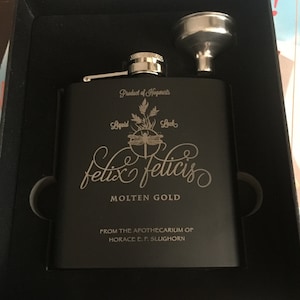 Product of Hogwarts
Liquid Luck
felix felicis
MOLTEN GOLD
FROM THE APOTHECARIUM OF
HORACE E. F. SLUGHORN